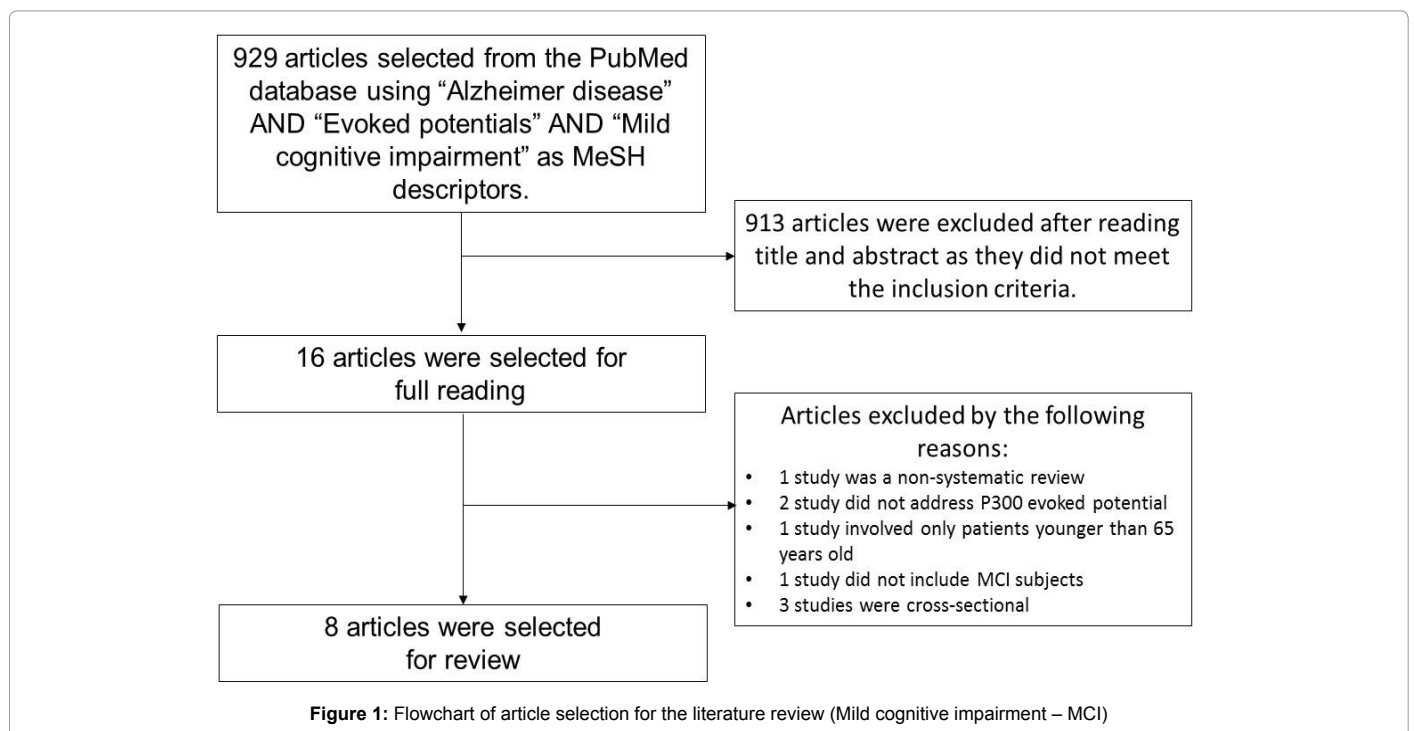 929 articles selected from the PubMed
database using “Alzheimer disease”
AND “Evoked potentials” AND “Mild
cognitive impairment” as MeSH
descriptors.
913 articles were excluded after reading
title and abstract as they did not meet
the inclusion criteria.
16 articles were selected for
full reading
Articles excluded by the following
reasons:
• 1 study was a non-systematic review
• 2 study did not address P300 evoked potential
• 1 study involved only patients younger than 65
years old
• 1 study did not include MCI subjects
• 3 studies were cross-sectional
8 articles were selected
for review
Figure 1: Flowchart of article selection for the literature review (Mild cognitive impairment – MCI)